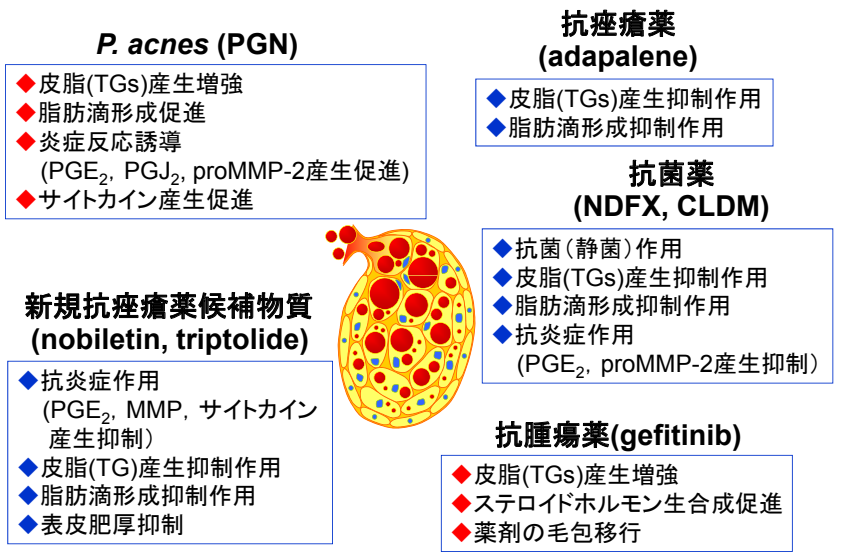 P. acnes (PGN)
◆皮脂(TGs)産生増強
◆脂肪滴形成促進
◆炎症反応誘導
(PGE₂, PGJ₂, proMMP-2産生促進)
◆サイトカイン産生促進
抗痤瘡薬
(adapalene)
◆皮脂(TGs)産生抑制作用
◆脂肪滴形成抑制作用
抗菌薬
(NDFX, CLDM)
◆抗菌(静菌)作用
◆皮脂(TGs)産生抑制作用
◆脂肪滴形成抑制作用
◆抗炎症作用
(PGE₂, proMMP-2産生抑制)
新規抗痤瘡薬候補物質
(nobiletin, triptolide)
◆抗炎症作用
(PGE₂, MMP, サイトカイン
産生抑制)
◆皮脂(TG)産生抑制作用
◆脂肪滴形成抑制作用
◆表皮肥厚抑制
抗腫瘍薬(gefitinib)
◆皮脂(TGs)産生増強
◆ステロイドホルモン生合成促進
◆薬剤の毛包移行